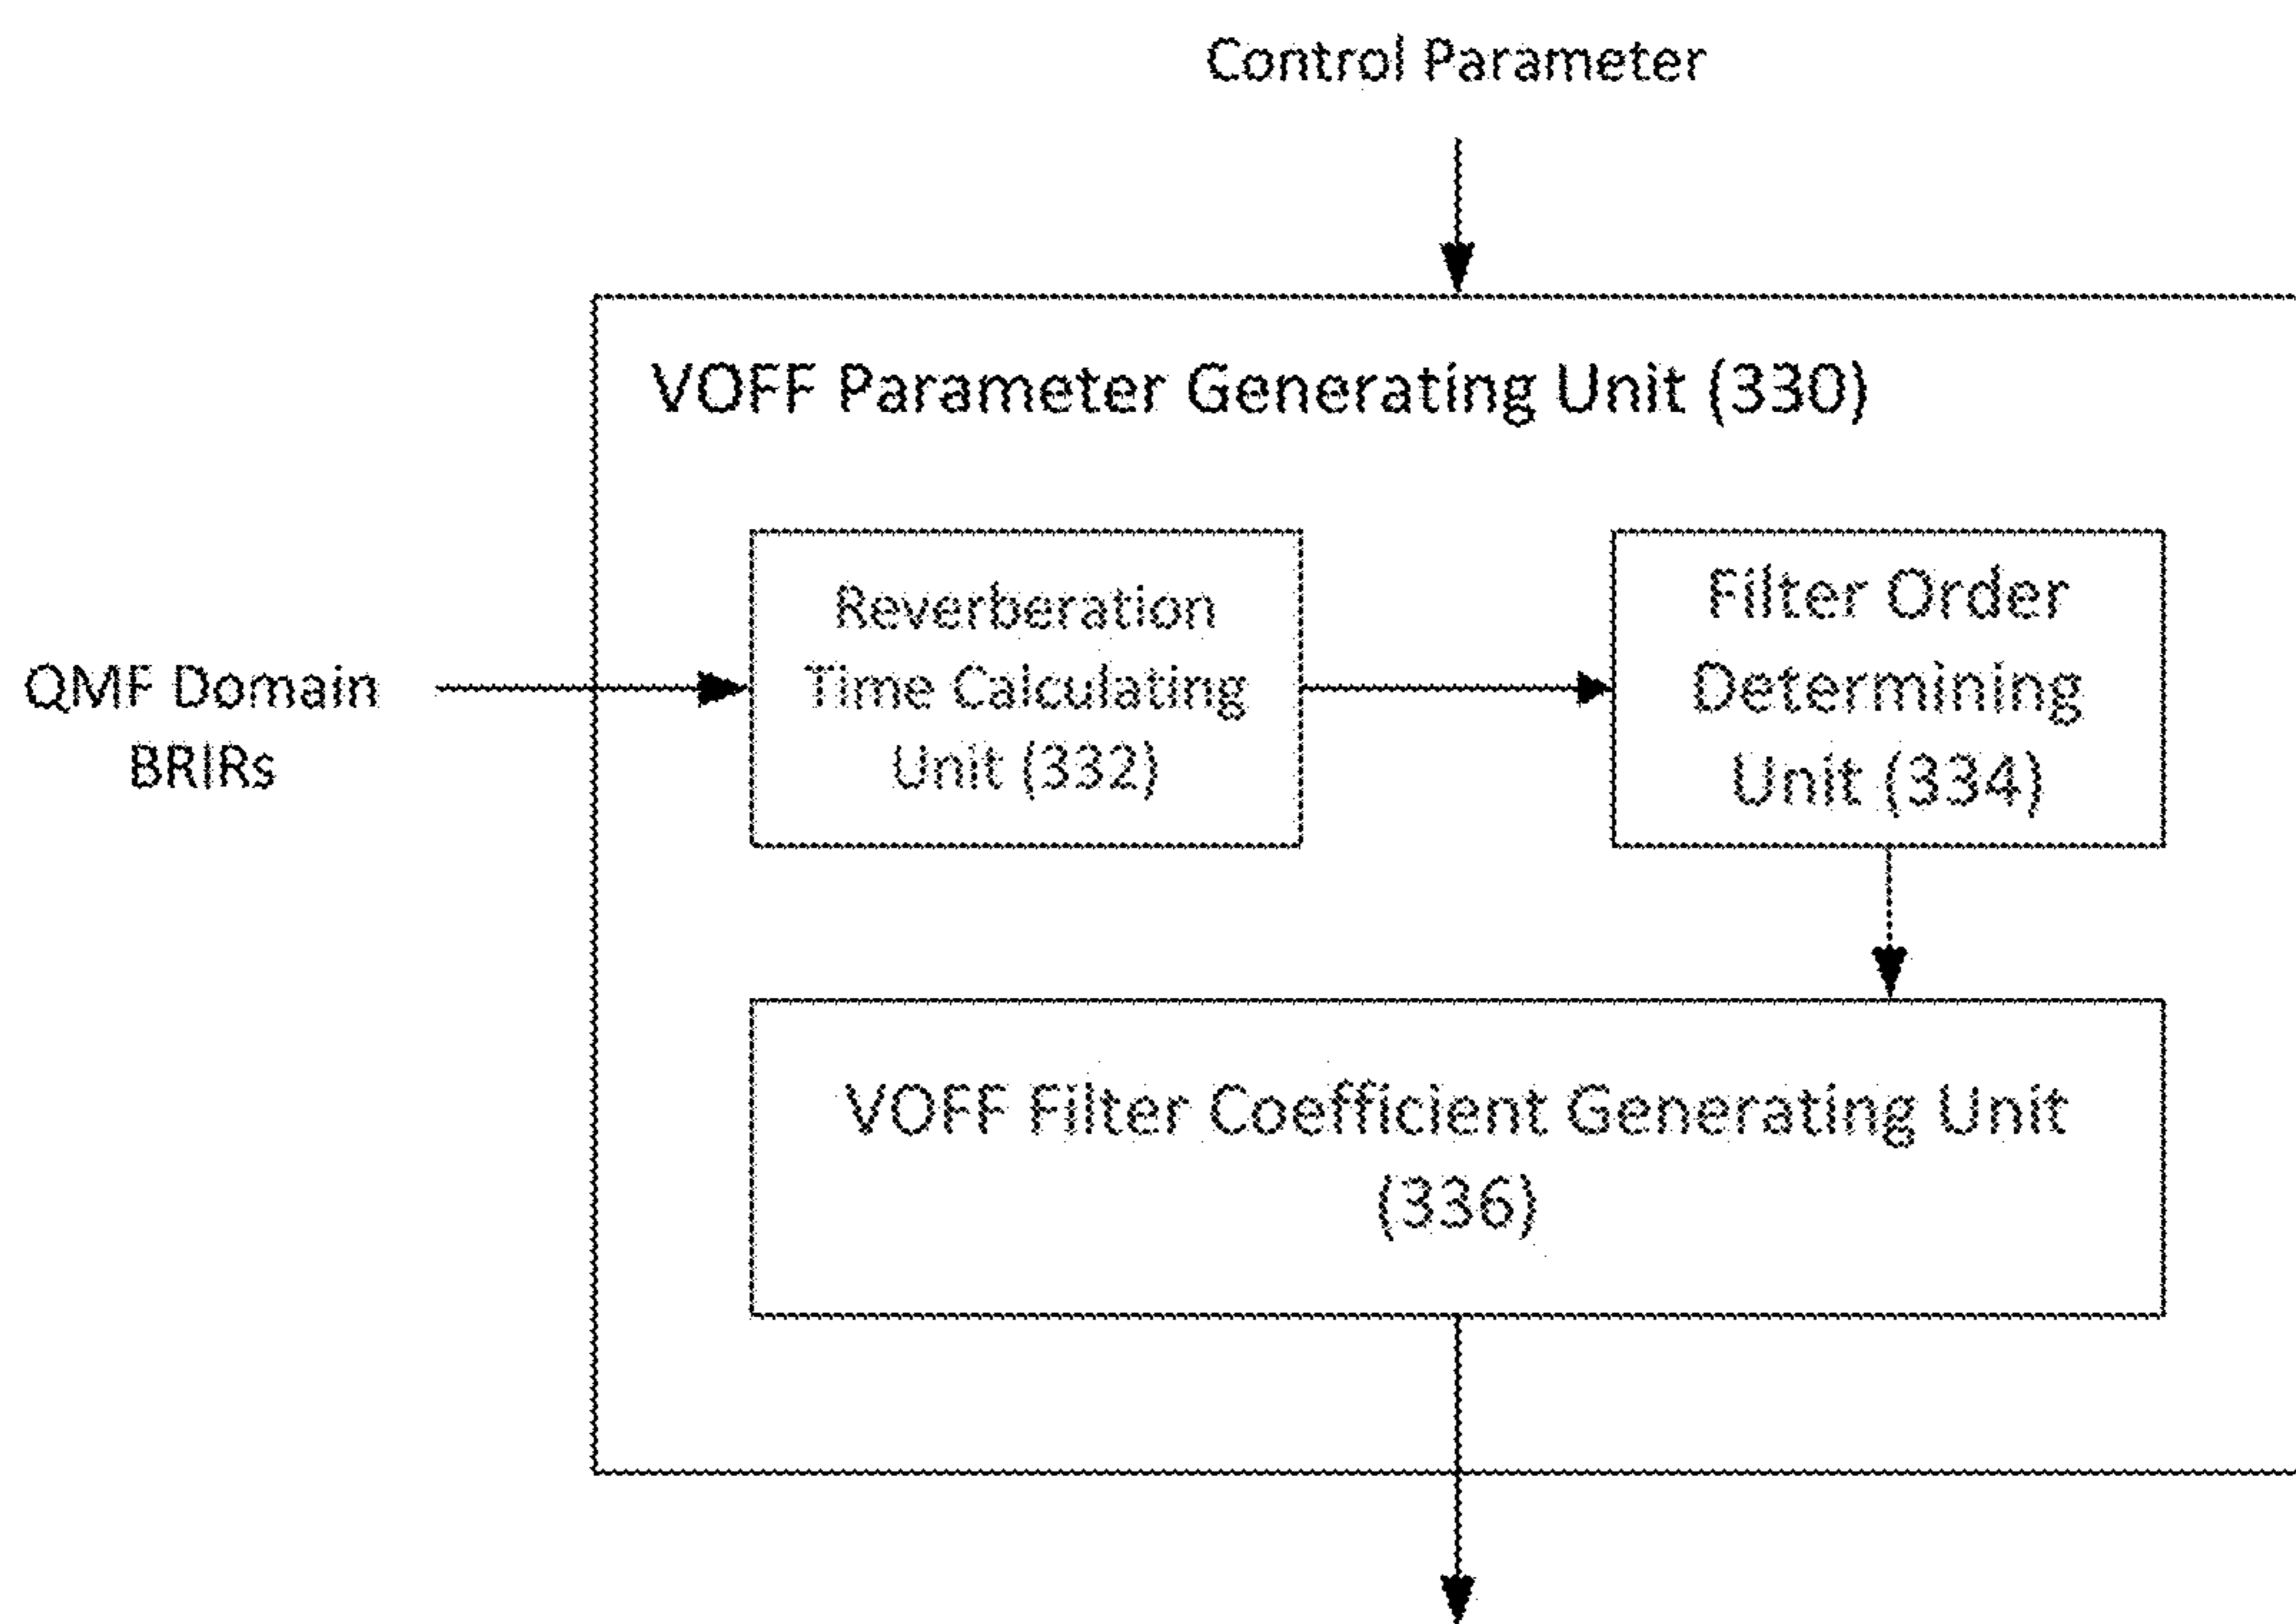 Control Parameter
VOFF Parameter Generating Unit (330)
Reverberation
Time Calculating
Unit (332)
Filter Order
Determining
Unit (334)
QMF Domain
BRIRs
VOFF Filter Coefficient Generating Unit
(336)